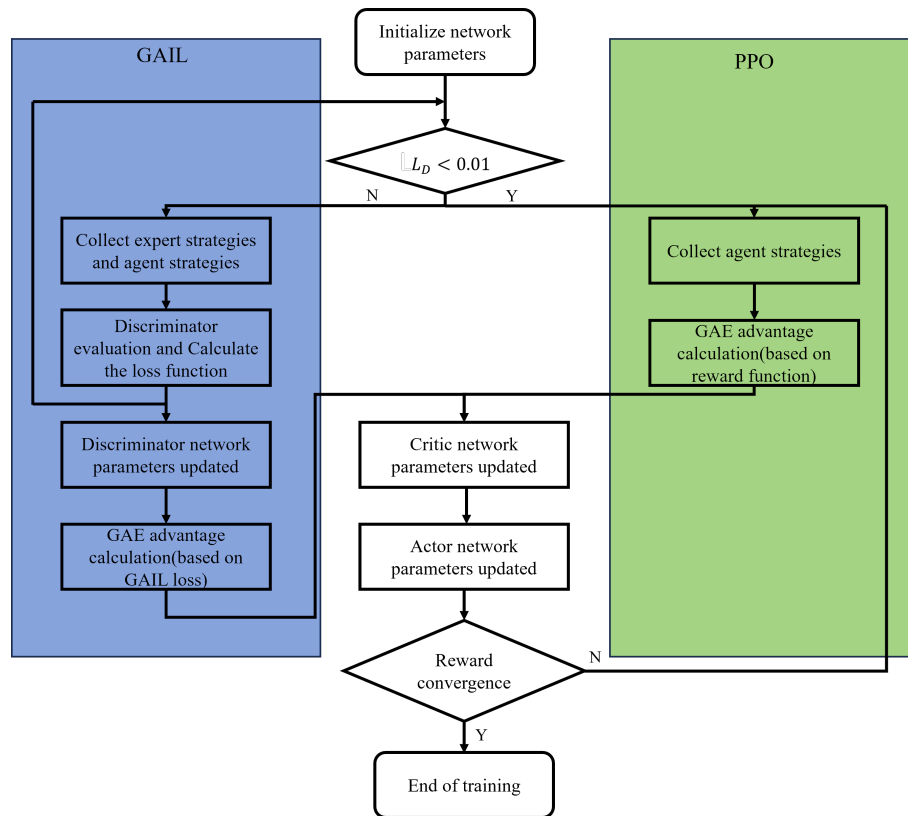 Initialize network
parameters
GAIL
PPO
L_D < 0.01
N
Y
Collect expert strategies
and agent strategies
Collect agent strategies
Discriminator
evaluation and Calculate
the loss function
GAE advantage
calculation(based on
reward function)
Discriminator network
parameters updated
Critic network
parameters updated
GAE advantage
calculation(based on
GAIL loss)
Actor network
parameters updated
Reward
convergence
N
Y
End of training